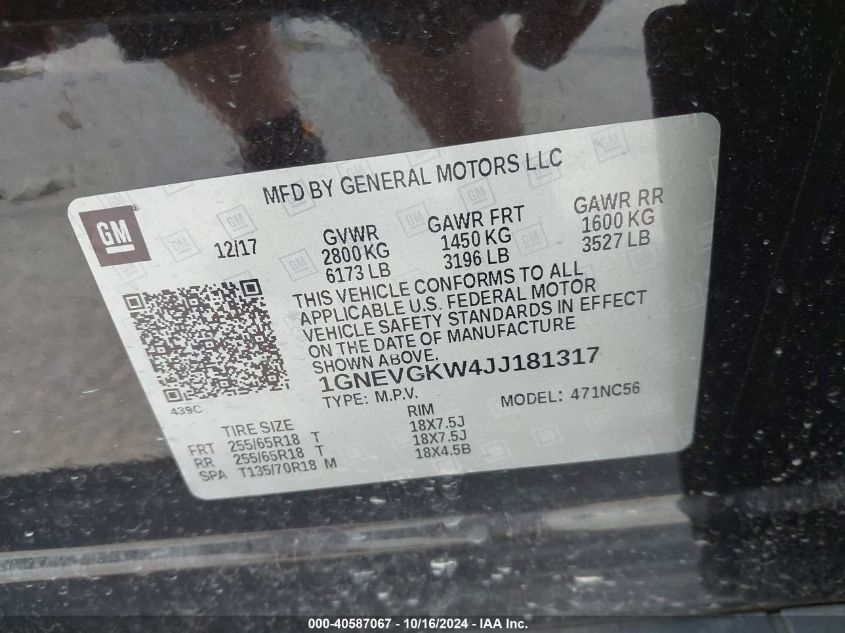 MFD BY GENERAL MOTORS LLC
GM ®
12/17
GVWR
2800 KG
6173 LB
GAWR FRT
1450 KG
3196 LB
GAWR RR
1600 KG
3527 LB
THIS VEHICLE CONFORMS TO ALL
APPLICABLE U.S. FEDERAL MOTOR
VEHICLE SAFETY STANDARDS IN EFFECT
ON THE DATE OF MANUFACTURE
SHOWN ABOVE.
1GNEVGKW4JJ181317
TYPE: M.P.V.
MODEL: 471NC56
439C
TIRE SIZE RIM
FRT 255/65R18 T 18X7.5J
RR 255/65R18 T 18X7.5J
SPA T135/70R18 M 18X4.5B
000-40587067 - 10/16/2024 - IAA Inc.